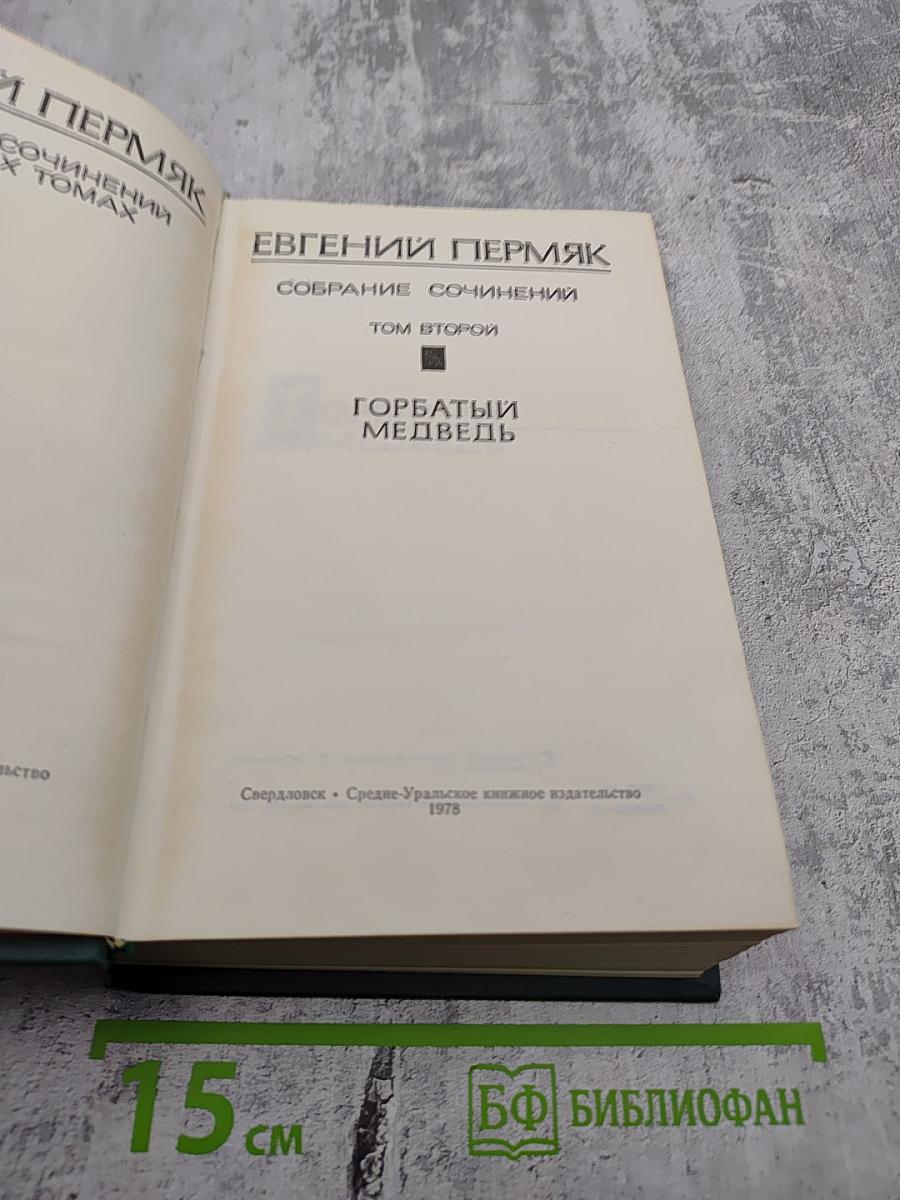 Й ПЕРМЯК
СОЧИНЕНИЙ
Х ТОМАХ
ЕВГЕНИЙ ПЕРМЯК
СОБРАНИЕ СОЧИНЕНИЙ
ТОМ ВТОРОЙ
ГОРБАТЫЙ
МЕДВЕДЬ
Свердловск • Средне-Уральское книжное издательство
1978
15 см
БФ БИБЛИОФАН